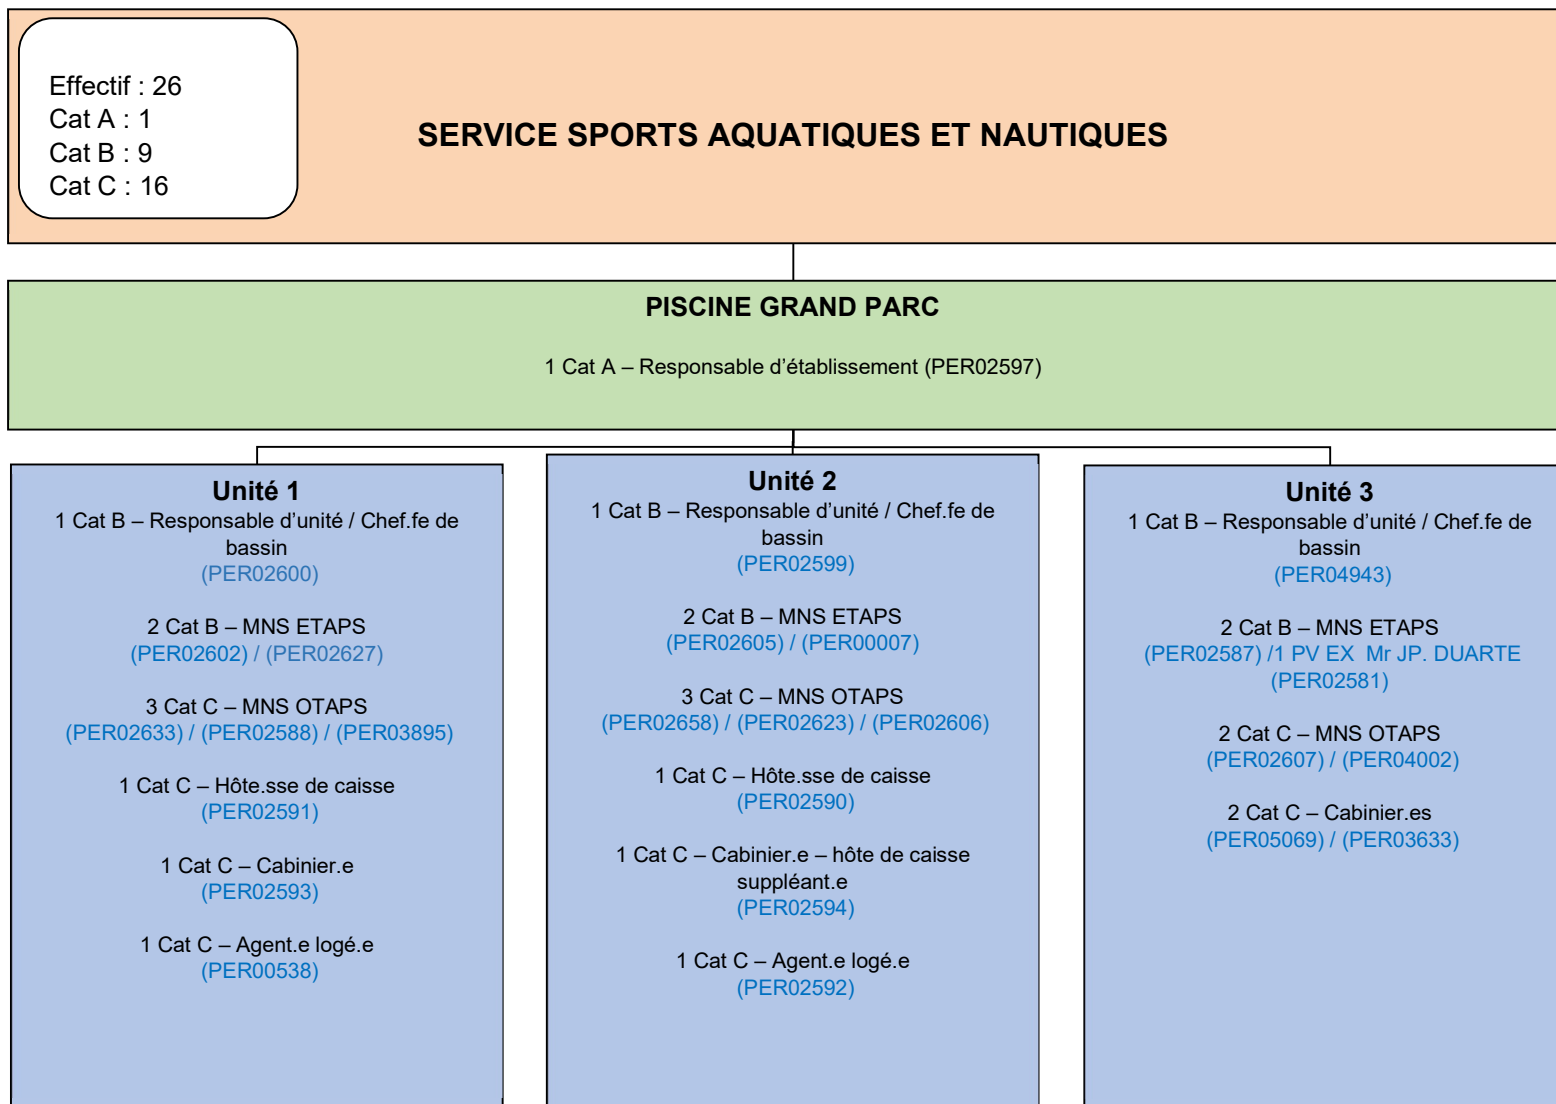 Effectif : 26
Cat A : 1
Cat B : 9
Cat C : 16
SERVICE SPORTS AQUATIQUES ET NAUTIQUES
PISCINE GRAND PARC
1 Cat A – Responsable d'établissement (PER02597)
Unité 1
1 Cat B – Responsable d'unité / Chef.fe de
bassin
(PER02600)
2 Cat B – MNS ETAPS
(PER02602) / (PER02627)
3 Cat C – MNS OTAPS
(PER02633) / (PER02588) / (PER03895)
1 Cat C – Hôte.sse de caisse
(PER02591)
1 Cat C – Cabinier.e
(PER02593)
1 Cat C – Agent.e logé.e
(PER00538)
Unité 2
1 Cat B – Responsable d'unité / Chef.fe de
bassin
(PER02599)
2 Cat B – MNS ETAPS
(PER02605) / (PER00007)
3 Cat C – MNS OTAPS
(PER02658) / (PER02623) / (PER02606)
1 Cat C – Hôte.sse de caisse
(PER02590)
1 Cat C – Cabinier.e – hôte de caisse
suppléant.e
(PER02594)
1 Cat C – Agent.e logé.e
(PER02592)
Unité 3
1 Cat B – Responsable d'unité / Chef.fe de
bassin
(PER04943)
2 Cat B – MNS ETAPS
(PER02587) /1 PV EX Mr JP. DUARTE
(PER02581)
2 Cat C – MNS OTAPS
(PER02607) / (PER04002)
2 Cat C – Cabinier.es
(PER05069) / (PER03633)